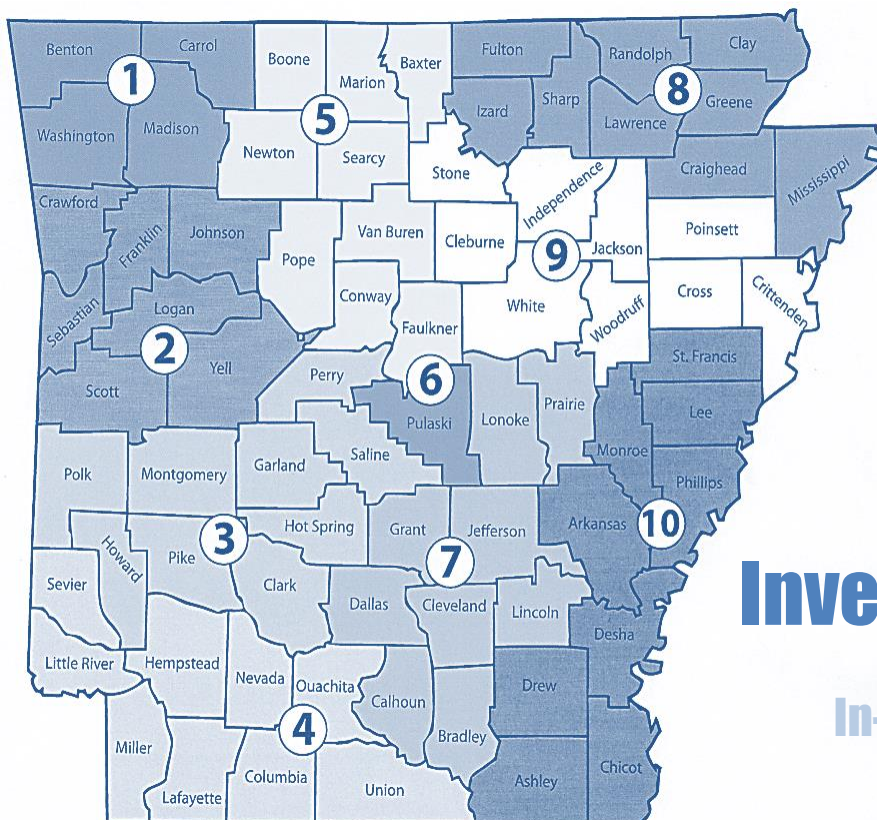 Benton
Carrol
Boone
Marion
Baxter
Fulton
Randolph
Clay
1
8
5
Izard
Sharp
Greene
Lawrence
Washington
Madison
Newton
Searcy
Stone
Craighead
Mississippi
Crawford
Franklin
Johnson
Independence
Pope
Van Buren
Cleburne
9
Jackson
Poinsett
Sebastian
Logan
Conway
White
Woodruff
Cross
Crittenden
2
Faulkner
St. Francis
Scott
Yell
Perry
6
Lee
Pulaski
Lonoke
Prairie
Monroe
Polk
Montgomery
Garland
Saline
Phillips
Hot Spring
Grant
Jefferson
Arkansas
10
3
Howard
Pike
7
Sevier
Clark
Dallas
Cleveland
Lincoln
Inve
Desha
Little River
Hempstead
Nevada
Ouachita
Calhoun
Drew
4
Bradley
In-
Miller
Lafayette
Columbia
Union
Ashley
Chicot